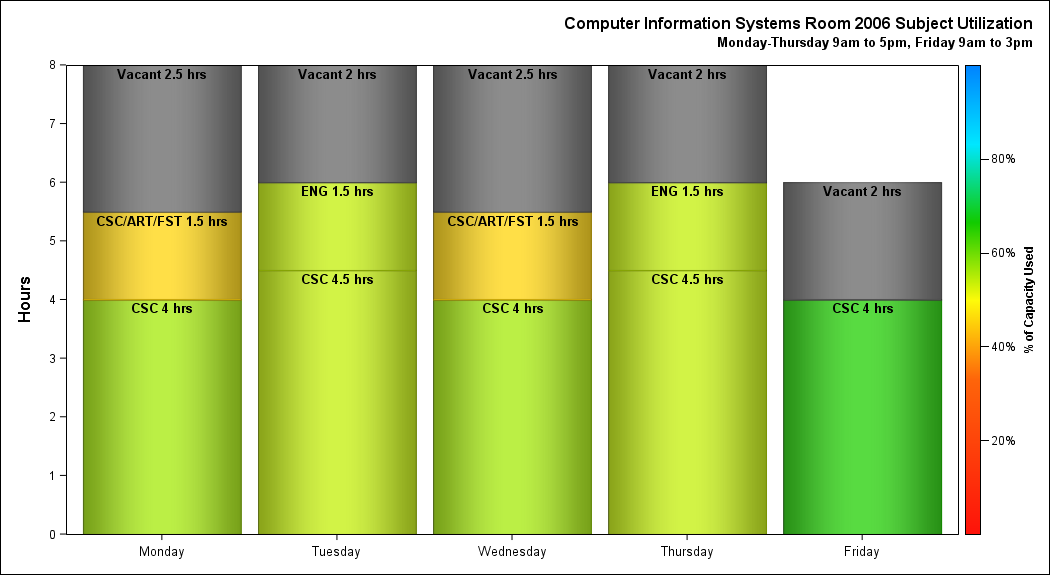 Computer Information Systems Room 2006 Subject Utilization
Monday-Thursday 9am to 5pm, Friday 9am to 3pm
Hours
8
7
6
5
4
3
2
1
0
Vacant 2.5 hrs
CSC/ART/FST 1.5 hrs
CSC 4 hrs
Vacant 2 hrs
ENG 1.5 hrs
CSC 4.5 hrs
Vacant 2.5 hrs
CSC/ART/FST 1.5 hrs
CSC 4 hrs
Vacant 2 hrs
ENG 1.5 hrs
CSC 4.5 hrs
Vacant 2 hrs
CSC 4 hrs
Monday
Tuesday
Wednesday
Thursday
Friday
80%
60%
40%
20%
% of Capacity Used